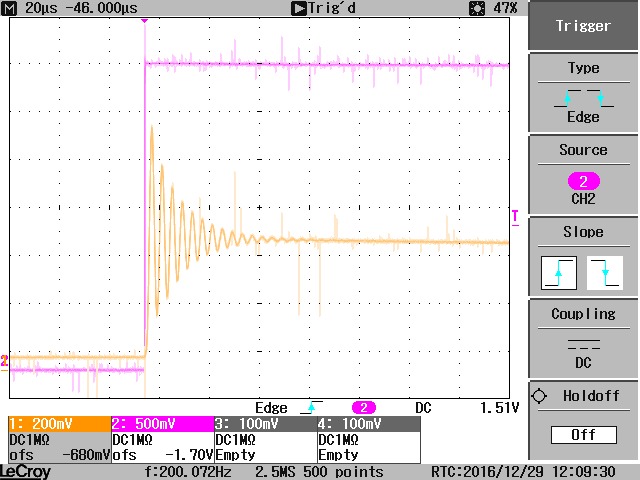 M 20µs -46.000µs Trig'd 47%
Trigger
Type
Edge
Source
2
CH2
T
Slope
Coupling
DC
2
Holdoff
Off
Edge 2 DC 1.51V
1: 200mV 2: 500mV 3: 100mV 4: 100mV
DC1MΩ DC1MΩ DC1MΩ DC1MΩ
ofs -680mV ofs -1.70V Empty Empty
LeCroy f:200.072Hz 2.5MS 500 points RTC:2016/12/29 12:09:30